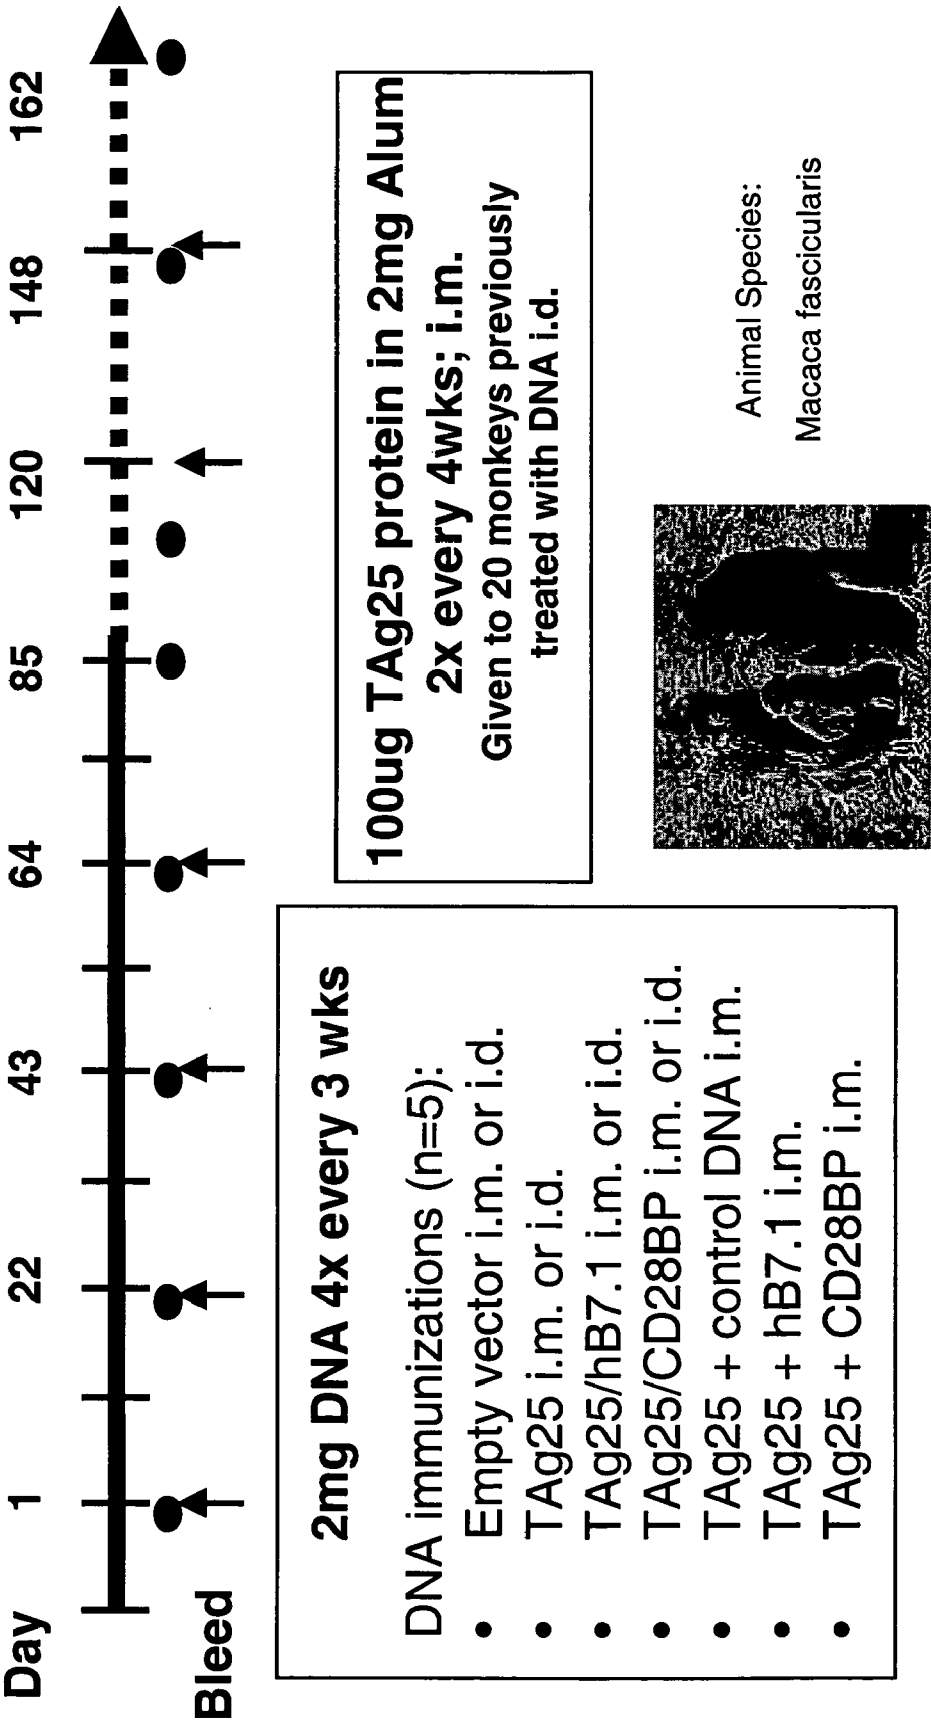 Day 1 22 43 64 85 120 148 162
Bleed
2mg DNA 4x every 3 wks
DNA immunizations (n=5):
• Empty vector i.m. or i.d.
• TAg25 i.m. or i.d.
• TAg25/hB7.1 i.m. or i.d.
• TAg25/CD28BP i.m. or i.d.
• TAg25 + control DNA i.m.
• TAg25 + hB7.1 i.m.
• TAg25 + CD28BP i.m.
100ug TAg25 protein in 2mg Alum
2x every 4wks; i.m.
Given to 20 monkeys previously
treated with DNA i.d.
Animal Species:
Macaca fascicularis